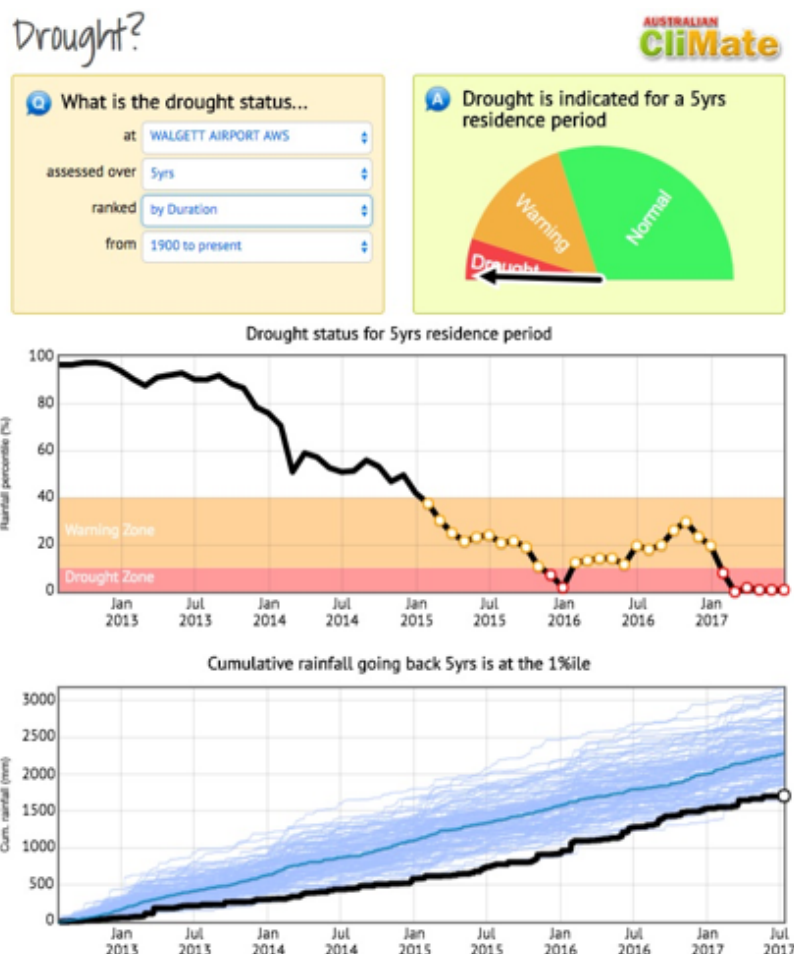 Drought?
AUSTRALIAN
CliMate
Q What is the drought status...
at WALGETT AIRPORT AWS
assessed over 5yrs
ranked by Duration
from 1900 to present
A Drought is indicated for a 5yrs
residence period
Drought
Warning
Normal
Drought status for 5yrs residence period
Rainfall percentile (%)
100
80
60
40
20
0
Warning Zone
Drought Zone
Jan Jul Jan Jul Jan Jul Jan Jul Jan
2013 2013 2014 2014 2015 2015 2016 2016 2017
Cumulative rainfall going back 5yrs is at the 1%ile
Cum. rainfall (mm)
3000
2500
2000
1500
1000
500
0
Jan Jul Jan Jul Jan Jul Jan Jul Jan Jul
2013 2013 2014 2014 2015 2015 2016 2016 2017 2017